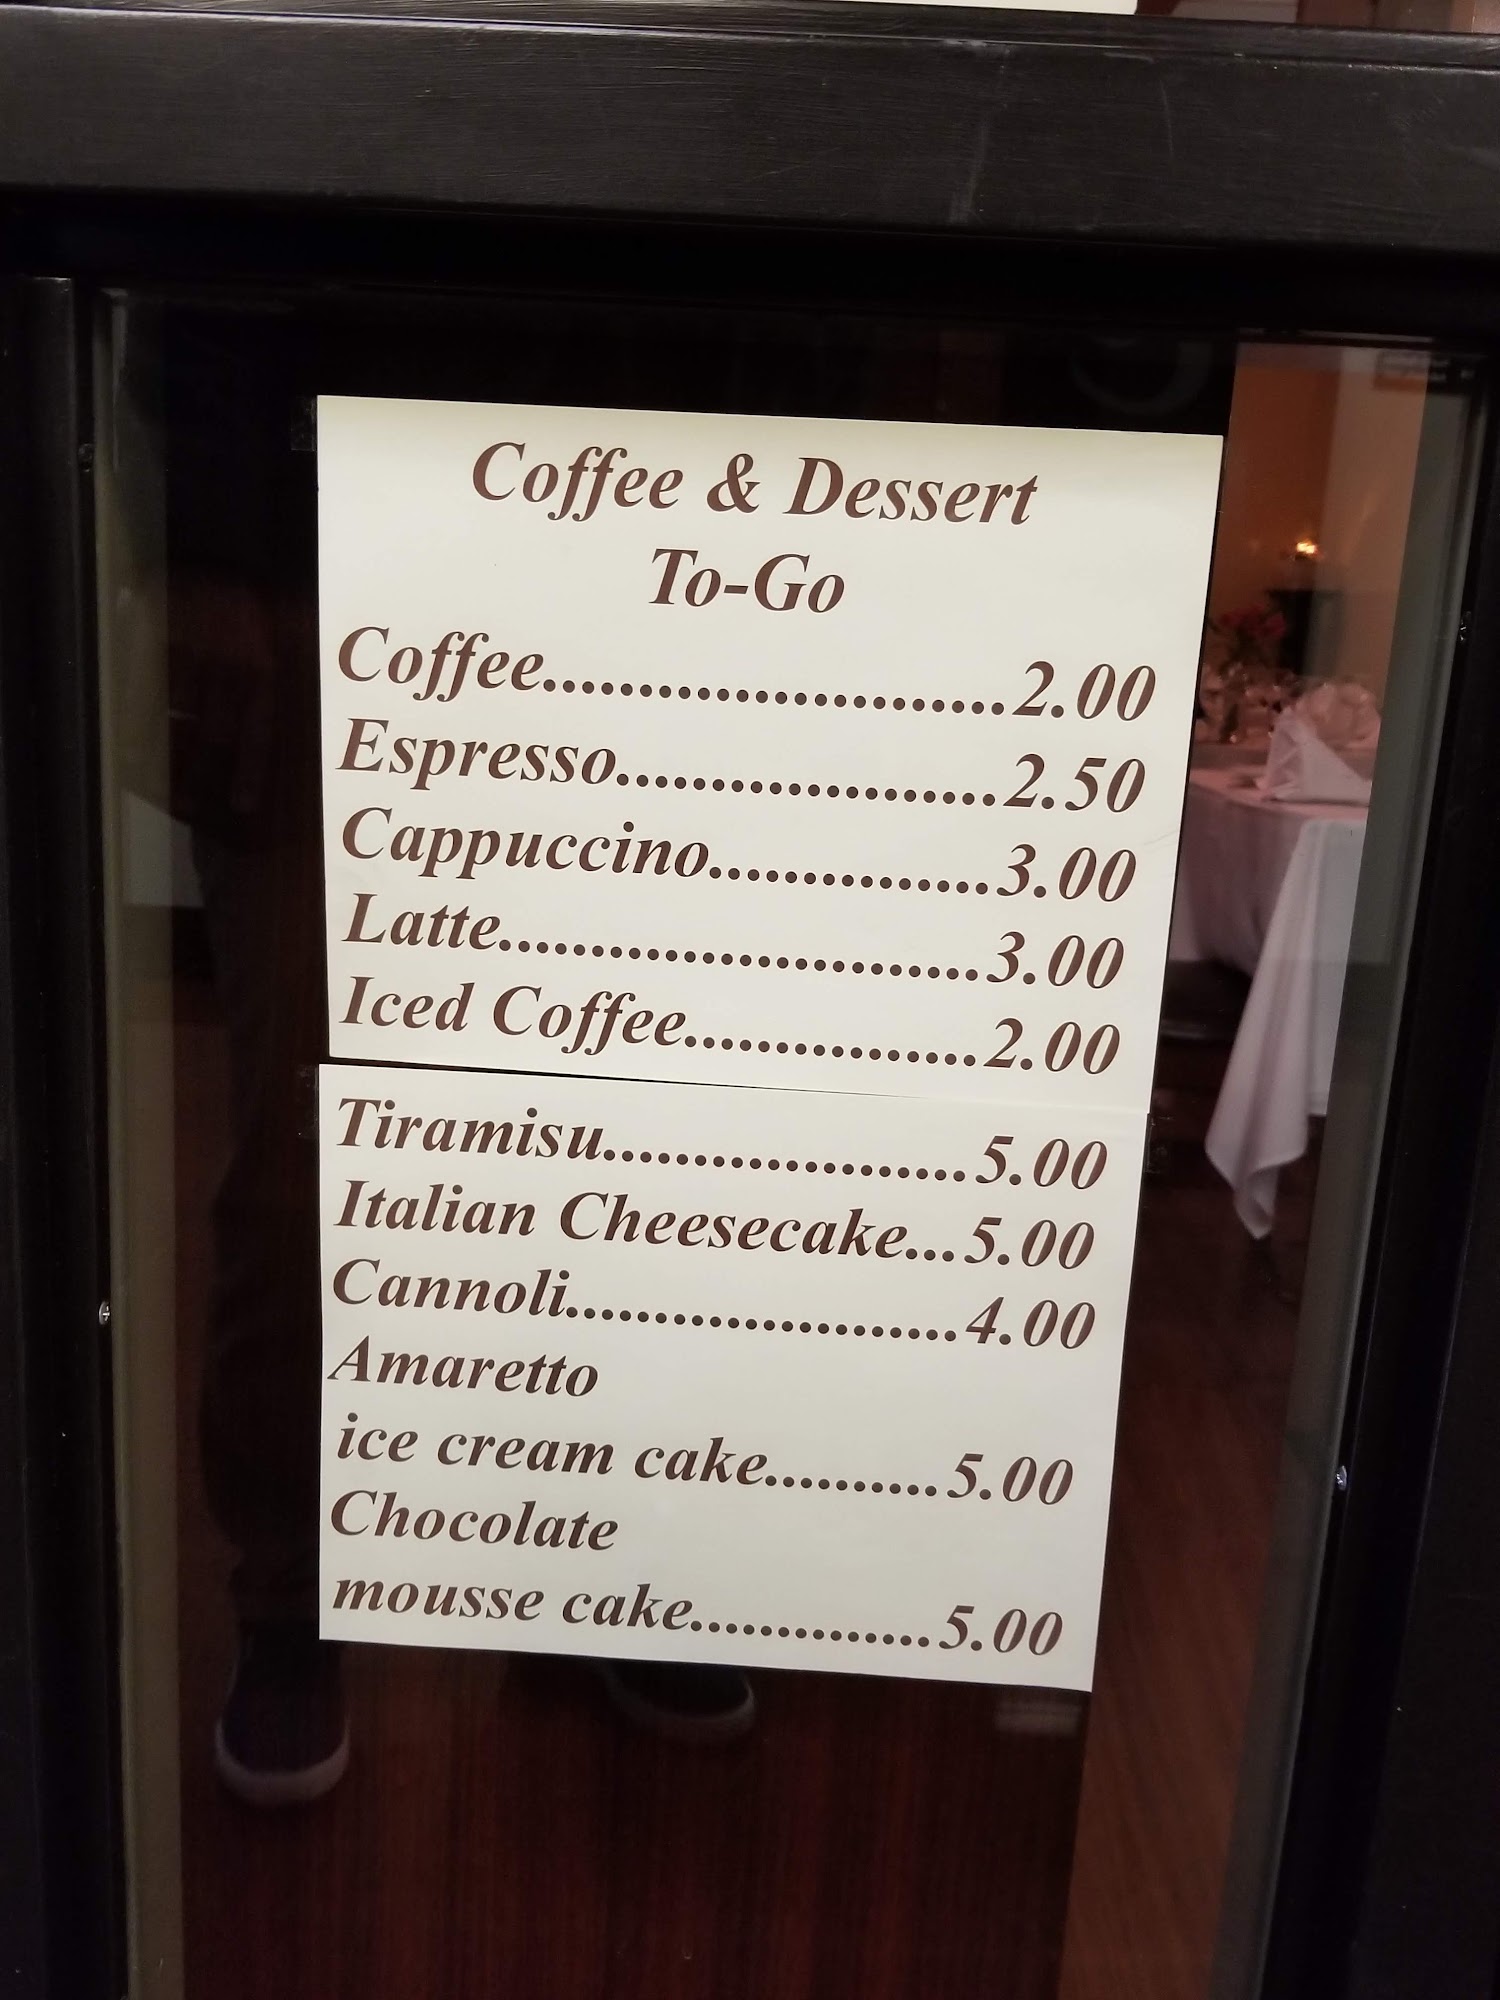 Coffee & Dessert
To-Go
Coffee........................2.00
Espresso....................2.50
Cappuccino...............3.00
Latte..........................3.00
Iced Coffee................2.00
Tiramisu....................5.00
Italian Cheesecake...5.00
Cannoli......................4.00
Amaretto
ice cream cake..........5.00
Chocolate
mousse cake..............5.00